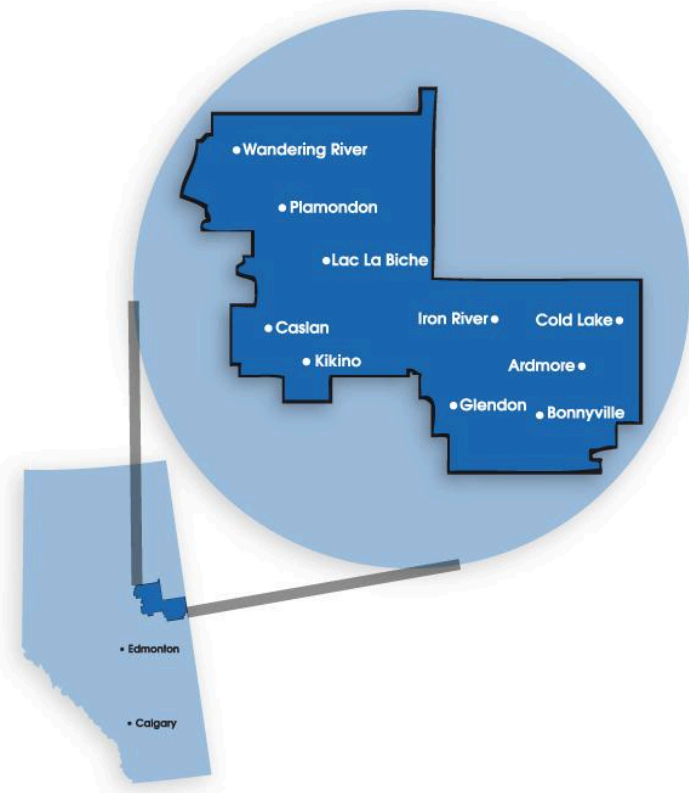 Wandering River
Plamondon
Lac La Biche
Iron River
Cold Lake
Caslan
Kikino
Ardmore
Glendon
Bonnyville
Edmonton
Calgary